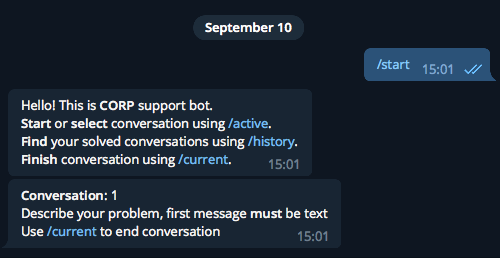 September 10
/start 15:01
Hello! This is CORP support bot.
Start or select conversation using /active.
Find your solved conversations using /history.
Finish conversation using /current. 15:01
Conversation: 1
Describe your problem, first message must be text
Use /current to end conversation 15:01